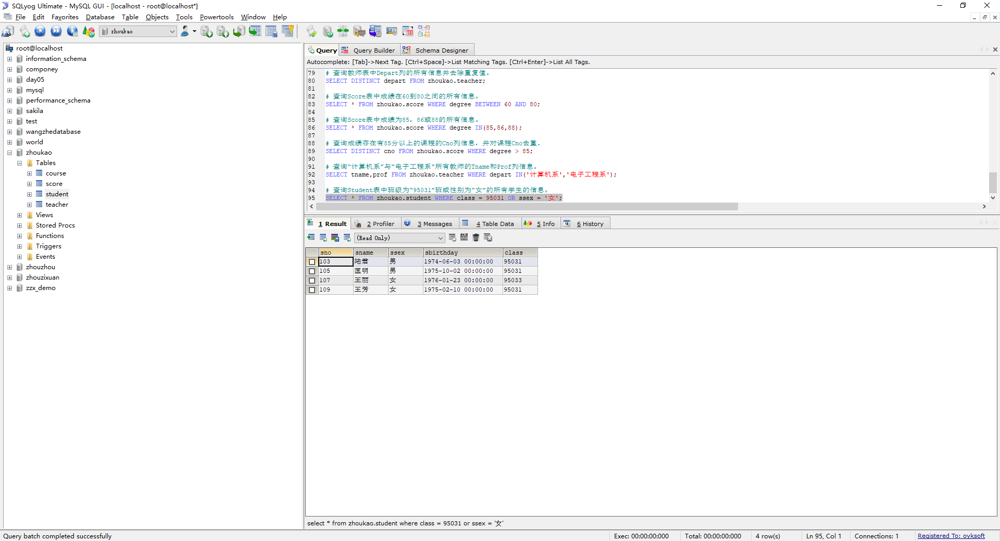 SQLyog Ultimate - MySQL GUI - [localhost - root@localhost*]
File Edit Favorites Database Table Objects Tools Powertools Window Help
zhoukao
root@localhost
information_schema
componey
day05
mysql
performance_schema
sakila
test
wangzhedatabase
world
zhoukao
Tables
course
score
student
teacher
Views
Stored Procs
Functions
Triggers
Events
zhouzhou
zhouzixuan
zzx_demo
Query Query Builder Schema Designer
Autocomplete: [Tab]->Next Tag. [Ctrl+Space]->List Matching Tags. [Ctrl+Enter]->List All Tags.
79 # 查询教师表中Depart列的所有信息并去除重复值。
80 SELECT DISTINCT depart FROM zhoukao.teacher;
81
82 # 查询Score表中成绩在60到80之间的所有信息。
83 SELECT * FROM zhoukao.score WHERE degree BETWEEN 60 AND 80;
84
85 # 查询Score表中成绩为85，86或88的所有信息。
86 SELECT * FROM zhoukao.score WHERE degree IN(85,86,88);
87
88 # 查询成绩存在有85分以上的课程的Cno列信息，并对课程Cno去重.
89 SELECT DISTINCT cno FROM zhoukao.score WHERE degree > 85;
90
91 # 查询“计算机系”与“电子工程系“所有教师的Tname和Prof列信息。
92 SELECT tname,prof FROM zhoukao.teacher WHERE depart IN('计算机系','电子工程系');
93
94 # 查询Student表中班级为“95031”班或性别为“女”的所有学生的信息。
95 SELECT * FROM zhoukao.student WHERE class = 95031 OR ssex = '女';
1 Result 2 Profiler 3 Messages 4 Table Data 5 Info 6 History
(Read Only)
sno sname ssex sbirthday class
103 陆君 男 1974-06-03 00:00:00 95031
105 匡明 男 1975-10-02 00:00:00 95031
107 王丽 女 1976-01-23 00:00:00 95033
109 王芳 女 1975-02-10 00:00:00 95031
select * from zhoukao.student where class = 95031 or ssex = '女'
Query batch completed successfully Exec: 00:00:00:000 Total: 00:00:00:000 4 row(s) Ln 95, Col 1 Connections: 1 Registered To: ovksoft